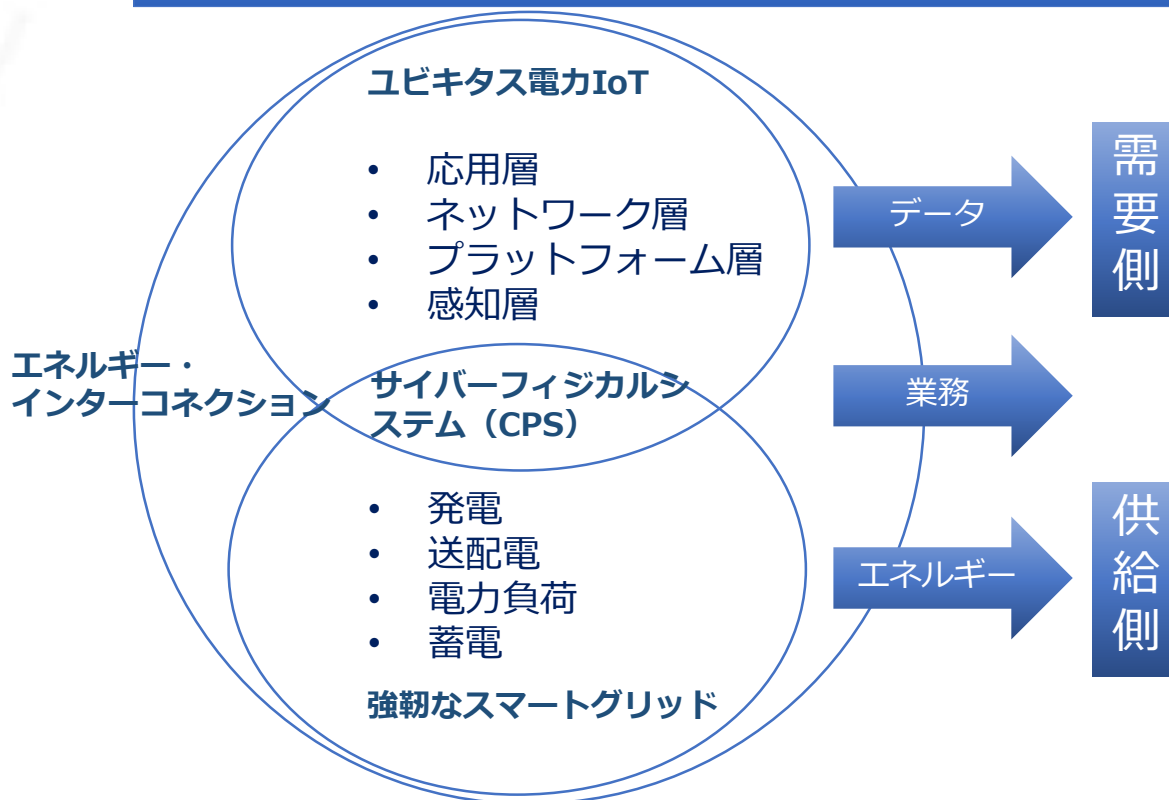 ユビキタス電力IoT
• 応用層
• ネットワーク層
• プラットフォーム層
• 感知層
エネルギー・
インターコネクション
サイバーフィジカルシ
ステム（CPS）
• 発電
• 送配電
• 電力負荷
• 蓄電
強靭なスマートグリッド
データ
業務
エネルギー
需要側
供給側